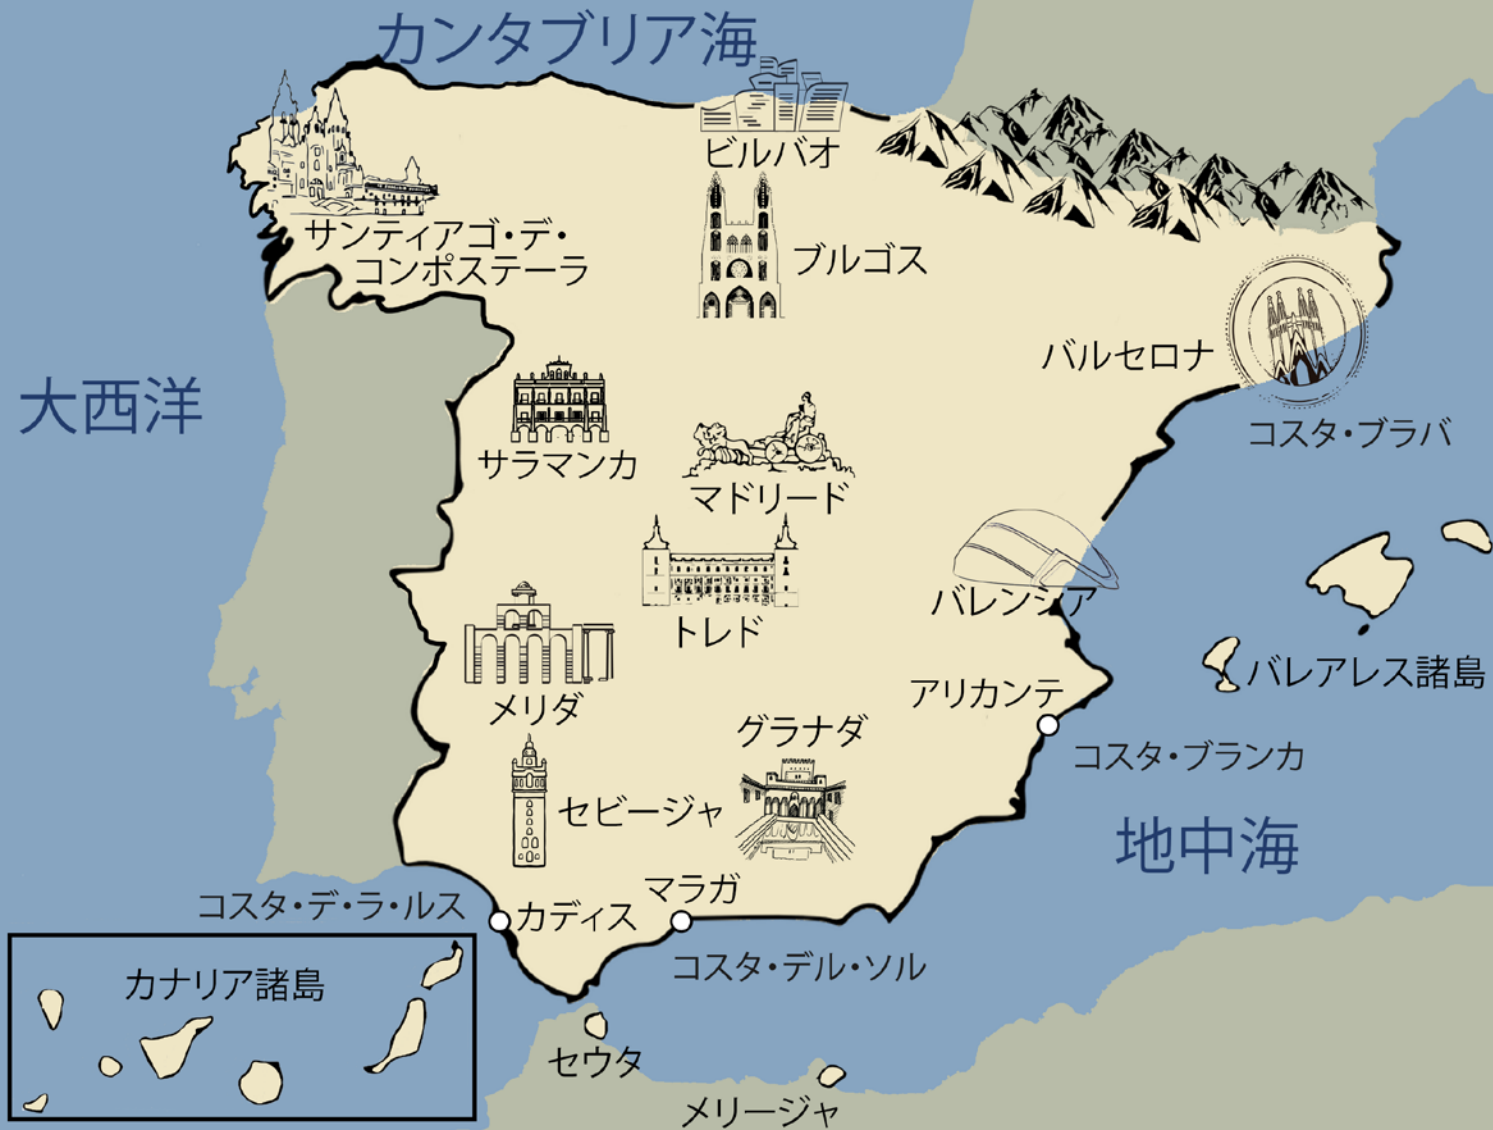 カンタブリア海
ビルバオ
サンティアゴ・デ・
コンポステーラ
ブルゴス
バルセロナ
大西洋
コスタ・ブラバ
サラマンカ
マドリード
バレンシア
トレド
バレアレス諸島
アリカンテ
メリダ
グラナダ
コスタ・ブランカ
セビージャ
地中海
マラガ
コスタ・デ・ラ・ルス
カディス
コスタ・デル・ソル
カナリア諸島
セウタ
メリージャ